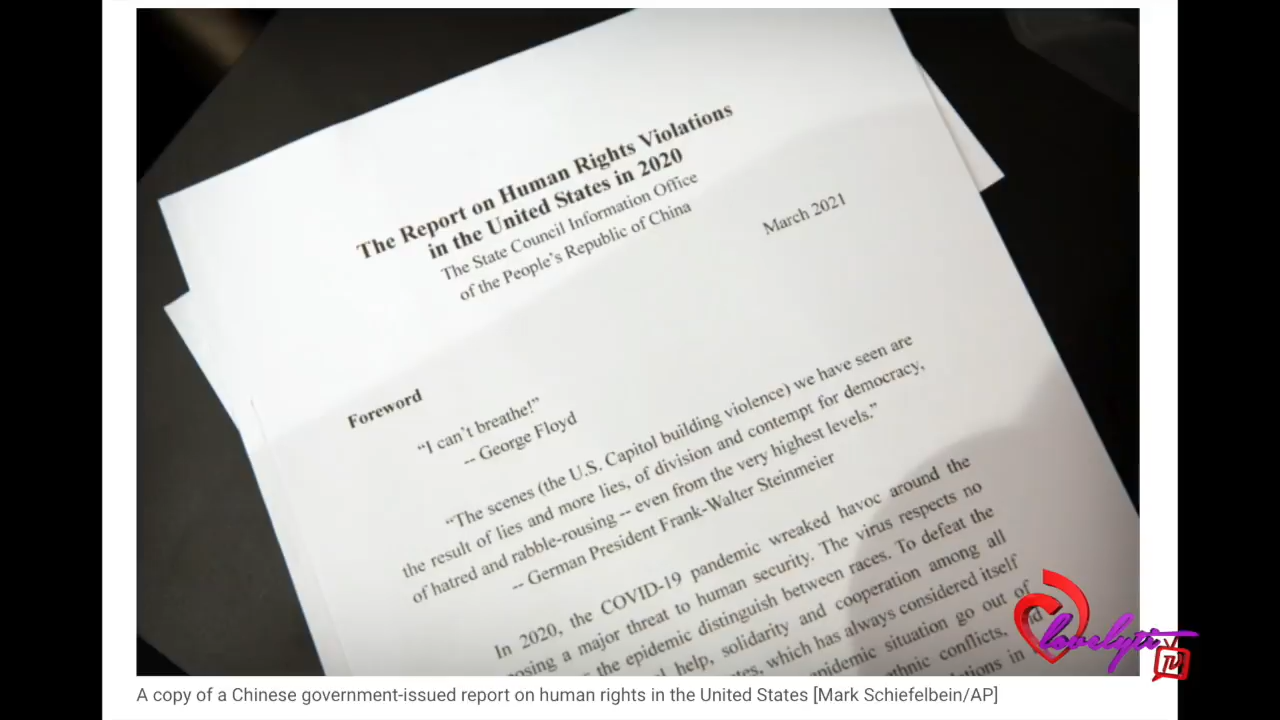 The Report on Human Rights Violations
in the United States in 2020
The State Council Information Office
of the People's Republic of China
March 2021
Foreword
“I can't breathe!”
-- George Floyd
“The scenes (the U.S. Capitol building violence) we have seen are
the result of lies and more lies, of division and contempt for democracy,
of hatred and rabble-rousing -- even from the very highest levels.”
-- German President Frank-Walter Steinmeier
In 2020, the COVID-19 pandemic wreaked havoc around the
posing a major threat to human security. The virus respects no
the epidemic distinguish between races. To defeat the
help, solidarity and cooperation among all
which has always considered itself
epidemic situation go out of
ethnic conflicts, and
in
lovelyti
TV
A copy of a Chinese government-issued report on human rights in the United States [Mark Schiefelbein/AP]